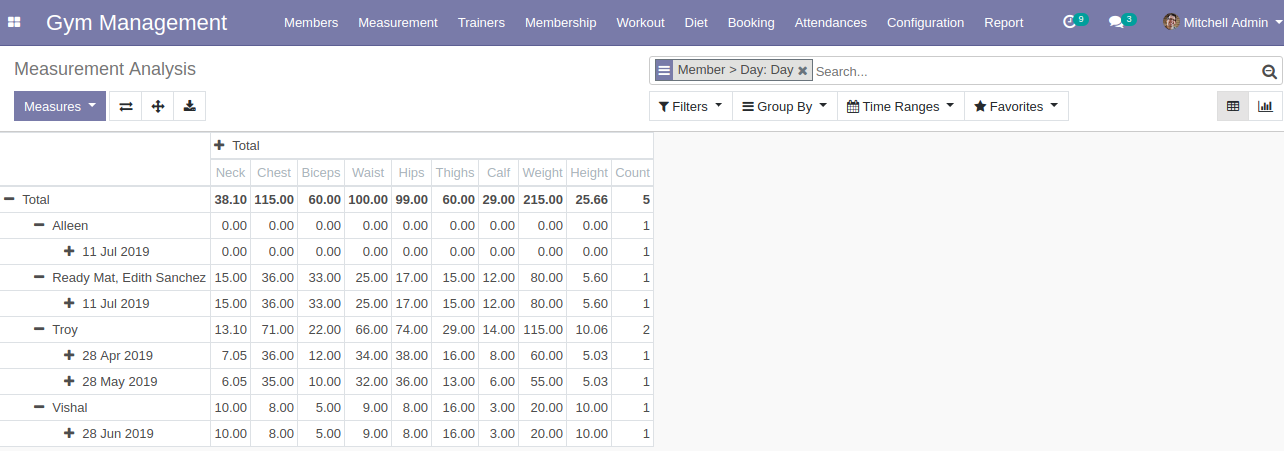 Gym Management Members Measurement Trainers Membership Workout Diet Booking Attendances Configuration Report 9 3 Mitchell Admin
Measurement Analysis
Member > Day: Day Search...
Measures
Filters Group By Time Ranges Favorites
Total
Neck Chest Biceps Waist Hips Thighs Calf Weight Height Count
Total 38.10 115.00 60.00 100.00 99.00 60.00 29.00 215.00 25.66 5
Alleen 0.00 0.00 0.00 0.00 0.00 0.00 0.00 0.00 0.00 1
11 Jul 2019 0.00 0.00 0.00 0.00 0.00 0.00 0.00 0.00 0.00 1
Ready Mat, Edith Sanchez 15.00 36.00 33.00 25.00 17.00 15.00 12.00 80.00 5.60 1
11 Jul 2019 15.00 36.00 33.00 25.00 17.00 15.00 12.00 80.00 5.60 1
Troy 13.10 71.00 22.00 66.00 74.00 29.00 14.00 115.00 10.06 2
28 Apr 2019 7.05 36.00 12.00 34.00 38.00 16.00 8.00 60.00 5.03 1
28 May 2019 6.05 35.00 10.00 32.00 36.00 13.00 6.00 55.00 5.03 1
Vishal 10.00 8.00 5.00 9.00 8.00 16.00 3.00 20.00 10.00 1
28 Jun 2019 10.00 8.00 5.00 9.00 8.00 16.00 3.00 20.00 10.00 1